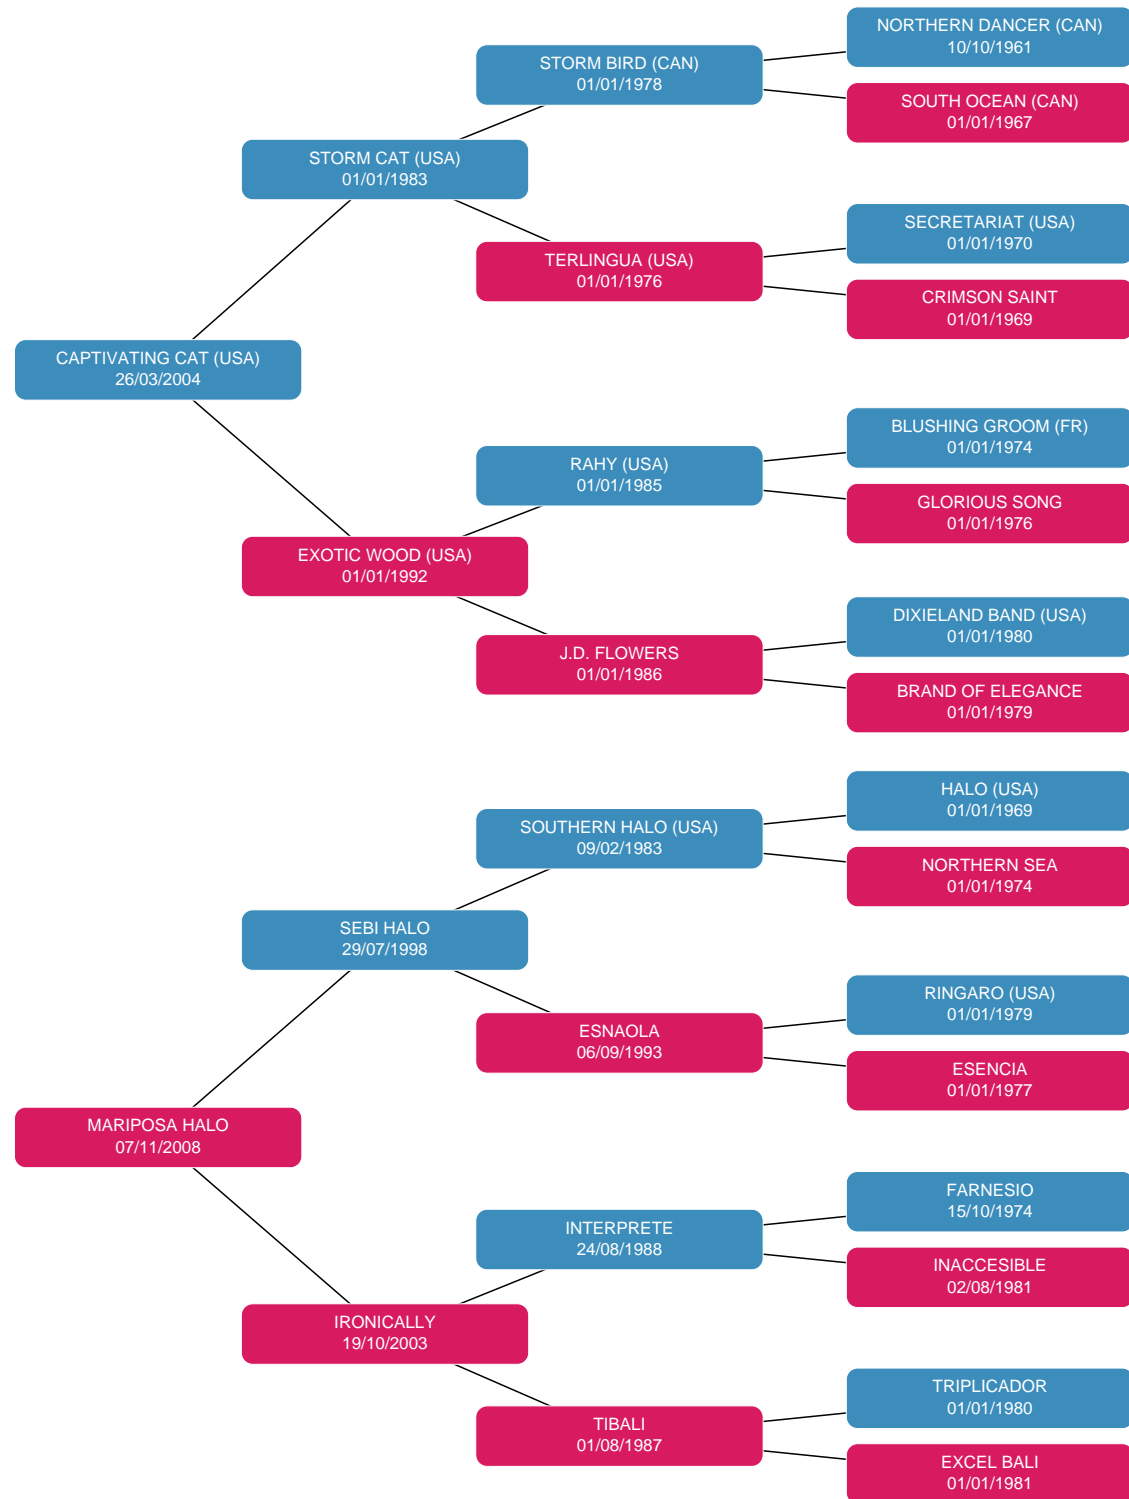 NORTHERN DANCER (CAN)
10/10/1961
STORM BIRD (CAN)
01/01/1978
SOUTH OCEAN (CAN)
01/01/1967
STORM CAT (USA)
01/01/1983
SECRETARIAT (USA)
01/01/1970
TERLINGUA (USA)
01/01/1976
CRIMSON SAINT
01/01/1969
CAPTIVATING CAT (USA)
26/03/2004
BLUSHING GROOM (FR)
01/01/1974
RAHY (USA)
01/01/1985
GLORIOUS SONG
01/01/1976
EXOTIC WOOD (USA)
01/01/1992
DIXIELAND BAND (USA)
01/01/1980
J.D. FLOWERS
01/01/1986
BRAND OF ELEGANCE
01/01/1979
HALO (USA)
01/01/1969
SOUTHERN HALO (USA)
09/02/1983
NORTHERN SEA
01/01/1974
SEBI HALO
29/07/1998
RINGARO (USA)
01/01/1979
ESNAOLA
06/09/1993
ESENCIA
01/01/1977
MARIPOSA HALO
07/11/2008
FARNESIO
15/10/1974
INTERPRETE
24/08/1988
INACCESIBLE
02/08/1981
IRONICALLY
19/10/2003
TRIPLICADOR
01/01/1980
TIBALI
01/08/1987
EXCEL BALI
01/01/1981